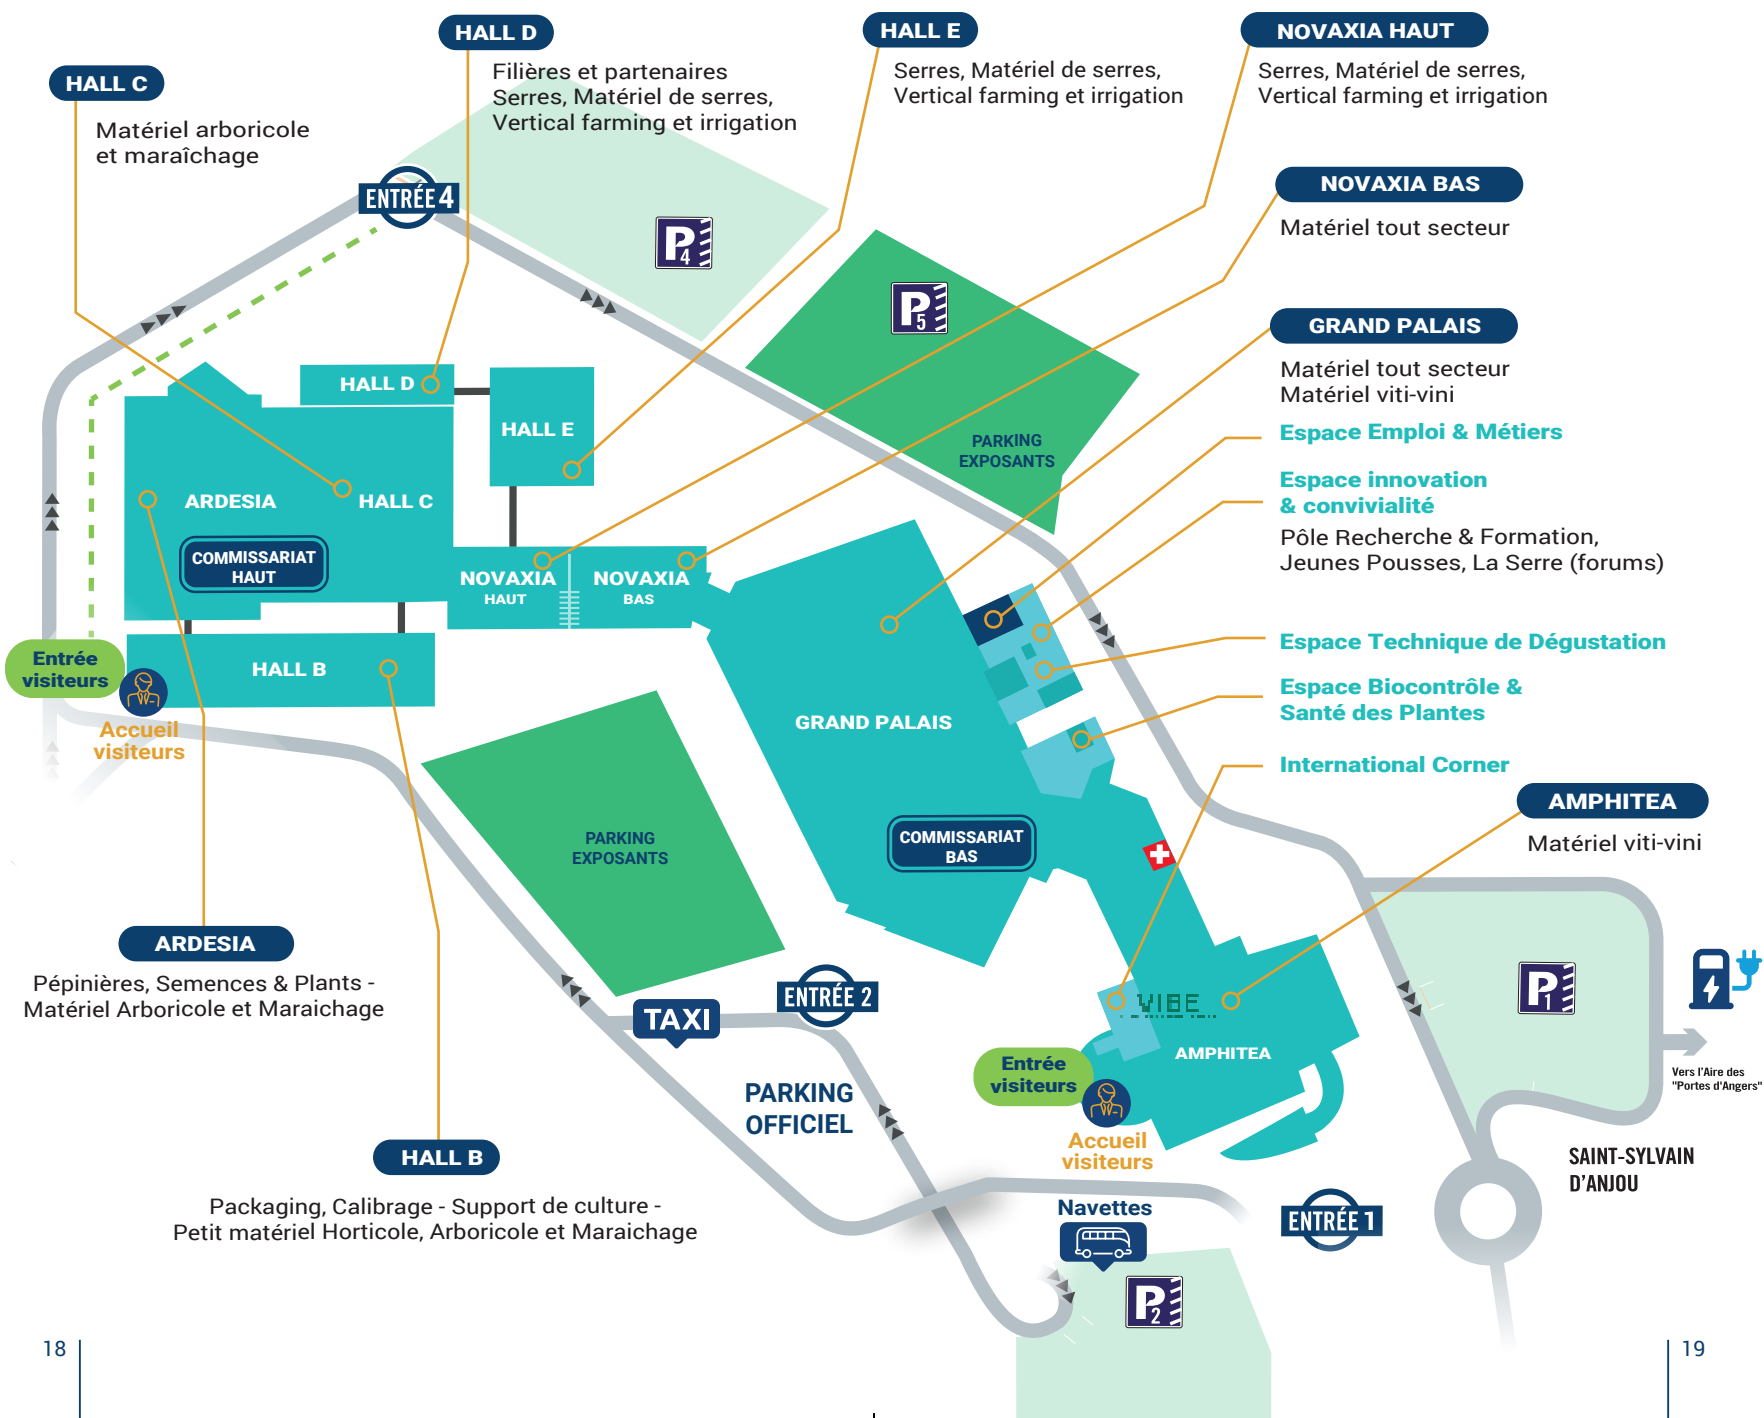 HALL C
Matériel arboricole
et maraîchage
HALL D
Filières et partenaires
Serres, Matériel de serres,
Vertical farming et irrigation
HALL E
Serres, Matériel de serres,
Vertical farming et irrigation
NOVAXIA HAUT
Serres, Matériel de serres,
Vertical farming et irrigation
NOVAXIA BAS
Matériel tout secteur
GRAND PALAIS
Matériel tout secteur
Matériel viti-vini
Espace Emploi & Métiers
Espace innovation
& convivialité
Pôle Recherche & Formation,
Jeunes Pousses, La Serre (forums)
Espace Technique de Dégustation
Espace Biocontrôle &
Santé des Plantes
International Corner
AMPHITEA
Matériel viti-vini
ENTRÉE 4
P4
P5
PARKING
EXPOSANTS
HALL D
HALL E
ARDESIA
HALL C
COMMISSARIAT
HAUT
NOVAXIA
HAUT
NOVAXIA
BAS
HALL B
Entrée
visiteurs
Accueil
visiteurs
GRAND PALAIS
COMMISSARIAT
BAS
PARKING
EXPOSANTS
ARDESIA
Pépinières, Semences & Plants -
Matériel Arboricole et Maraichage
HALL B
Packaging, Calibrage - Support de culture -
Petit matériel Horticole, Arboricole et Maraichage
TAXI
ENTRÉE 2
PARKING
OFFICIEL
VIBE
AMPHITEA
Entrée
visiteurs
Accueil
visiteurs
Navettes
P2
ENTRÉE 1
P1
Vers l'Aire des
"Portes d'Angers"
SAINT-SYLVAIN
D'ANJOU
18
19